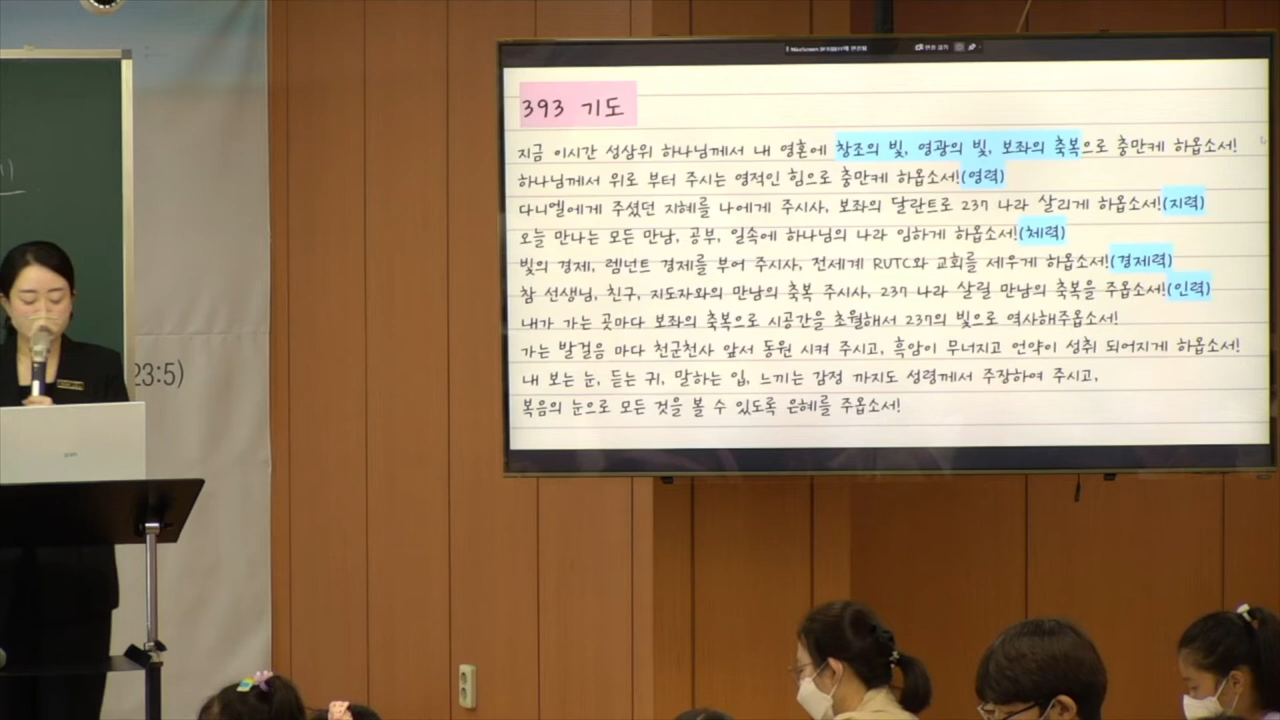 393 기도
지금 이시간 성삼위 하나님께서 내 영혼에 창조의 빛, 영광의 빛, 보좌의 축복으로 충만케 하옵소서!
하나님께서 위로 부터 주시는 영적인 힘으로 충만케 하옵소서!(영력)
다니엘에게 주셨던 지혜를 나에게 주시사, 보좌의 달란트로 237 나라 살리게 하옵소서!(지력)
오늘 만나는 모든 만남, 공부, 일속에 하나님의 나라 임하게 하옵소서!(체력)
빛의 경제, 렘넌트 경제를 부어 주시사, 전세계 RUTC와 교회를 세우게 하옵소서!(경제력)
참 선생님, 친구, 지도자와의 만남의 축복 주시사, 237 나라 살릴 만남의 축복을 주옵소서!(인력)
내가 가는 곳마다 보좌의 축복으로 시공간을 초월해서 237의 빛으로 역사해주옵소서!
가는 발걸음 마다 천군천사 앞서 동원 시켜 주시고, 흑암이 무너지고 언약이 성취 되어지게 하옵소서!
내 보는 눈, 듣는 귀, 말하는 입, 느끼는 감정 까지도 성령께서 주장하여 주시고,
복음의 눈으로 모든 것을 볼 수 있도록 은혜를 주옵소서!
23:5)